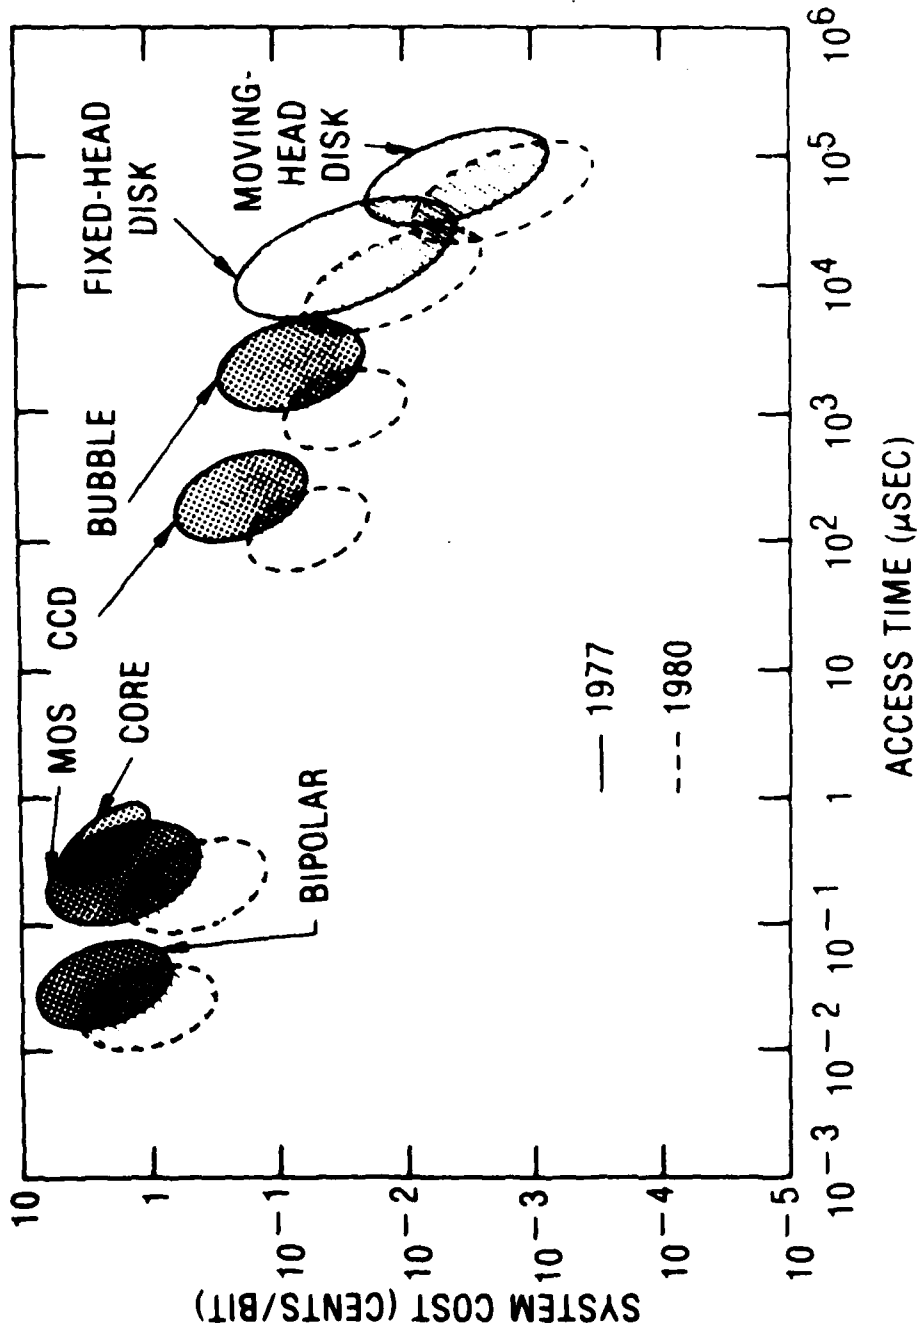 SYSTEM COST (CENTS/BIT)
10
1
10⁻¹
10⁻²
10⁻³
10⁻⁴
10⁻⁵
MOS
CORE
BIPOLAR
CCD
BUBBLE
FIXED-HEAD
DISK
MOVING-
HEAD
DISK
1977
1980
10⁻³ 10⁻² 10⁻¹ 1 10 10² 10³ 10⁴ 10⁵ 10⁶
ACCESS TIME (μSEC)